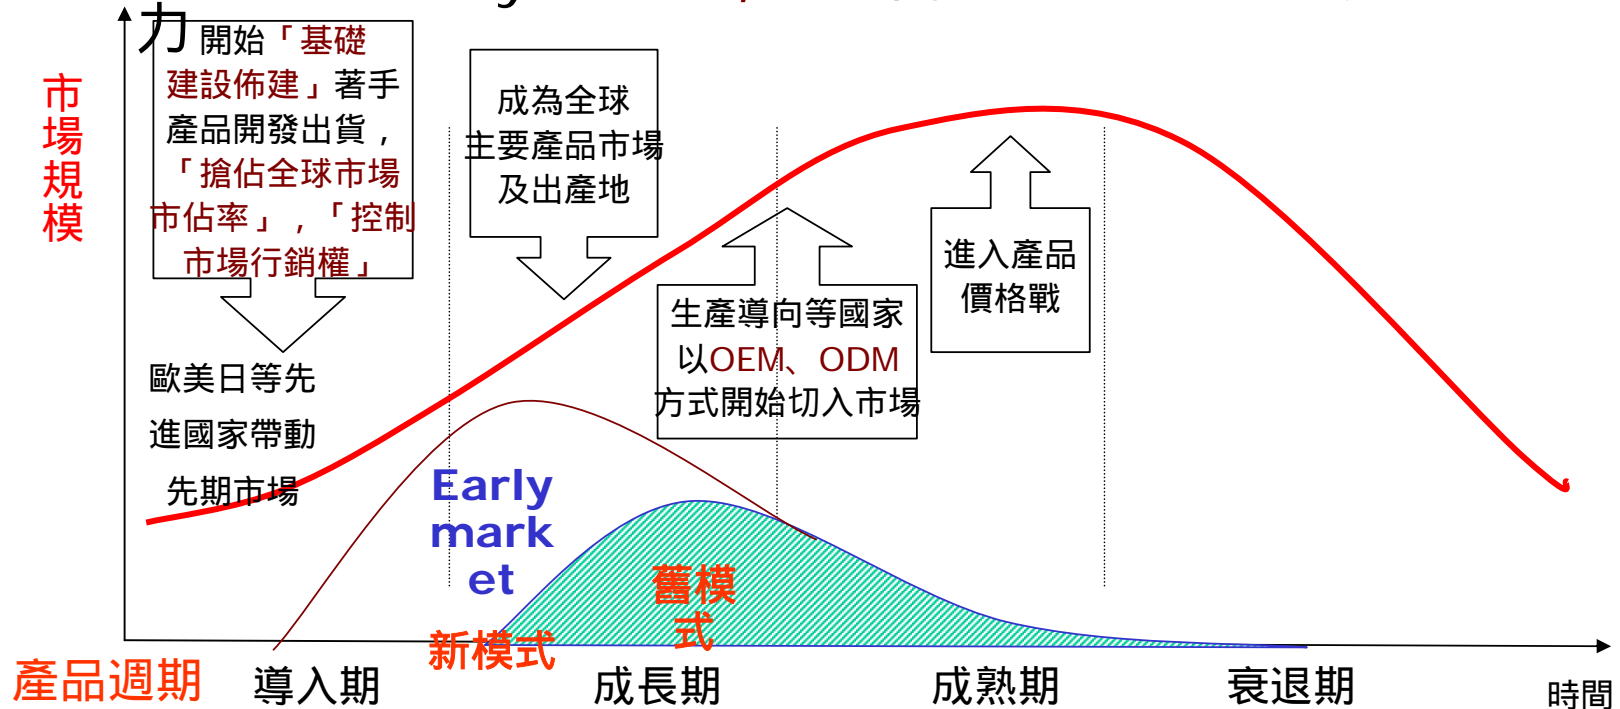 力
開始「基礎
建設佈建」著手
產品開發出貨，
「搶佔全球市場
市佔率」，「控制
市場行銷權」
成為全球
主要產品市場
及出產地
市
場
規
模
進入產品
價格戰
生產導向等國家
以OEM、ODM
方式開始切入市場
歐美日等先
進國家帶動
先期市場
Early
mark
et
新模式
舊模
式
產品週期
導入期
成長期
成熟期
衰退期
時間